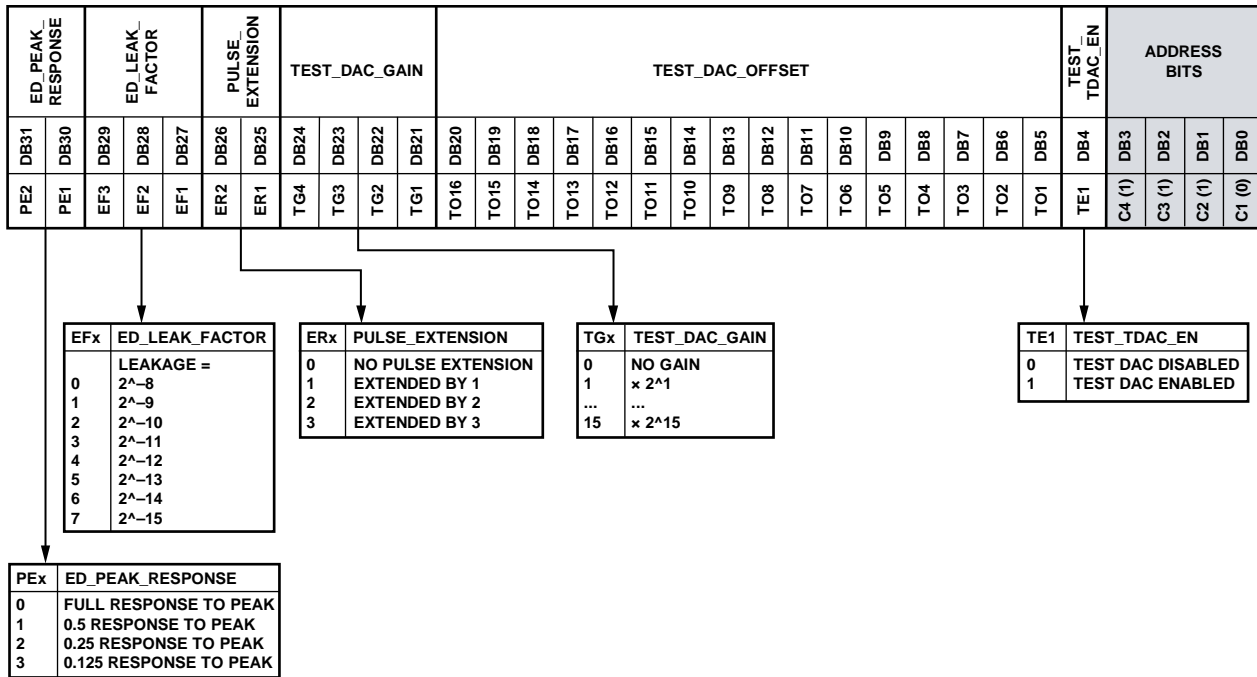 ED_PEAK_
RESPONSE
ED_LEAK_
FACTOR
PULSE_
EXTENSION
TEST_DAC_GAIN
TEST_DAC_OFFSET
TEST_
TDAC_EN
ADDRESS
BITS
DB31 DB30 DB29 DB28 DB27 DB26 DB25 DB24 DB23 DB22 DB21 DB20 DB19 DB18 DB17 DB16 DB15 DB14 DB13 DB12 DB11 DB10 DB9 DB8 DB7 DB6 DB5 DB4 DB3 DB2 DB1 DB0
PE2 PE1 EF3 EF2 EF1 ER2 ER1 TG4 TG3 TG2 TG1 TO16 TO15 TO14 TO13 TO12 TO11 TO10 TO9 TO8 TO7 TO6 TO5 TO4 TO3 TO2 TO1 TE1 C4 (1) C3 (1) C2 (1) C1 (0)
EFx ED_LEAK_FACTOR
LEAKAGE =
0 2^–8
1 2^–9
2 2^–10
3 2^–11
4 2^–12
5 2^–13
6 2^–14
7 2^–15
ERx PULSE_EXTENSION
0 NO PULSE EXTENSION
1 EXTENDED BY 1
2 EXTENDED BY 2
3 EXTENDED BY 3
TGx TEST_DAC_GAIN
0 NO GAIN
1 × 2^1
... ...
15 × 2^15
TE1 TEST_TDAC_EN
0 TEST DAC DISABLED
1 TEST DAC ENABLED
PEx ED_PEAK_RESPONSE
0 FULL RESPONSE TO PEAK
1 0.5 RESPONSE TO PEAK
2 0.25 RESPONSE TO PEAK
3 0.125 RESPONSE TO PEAK